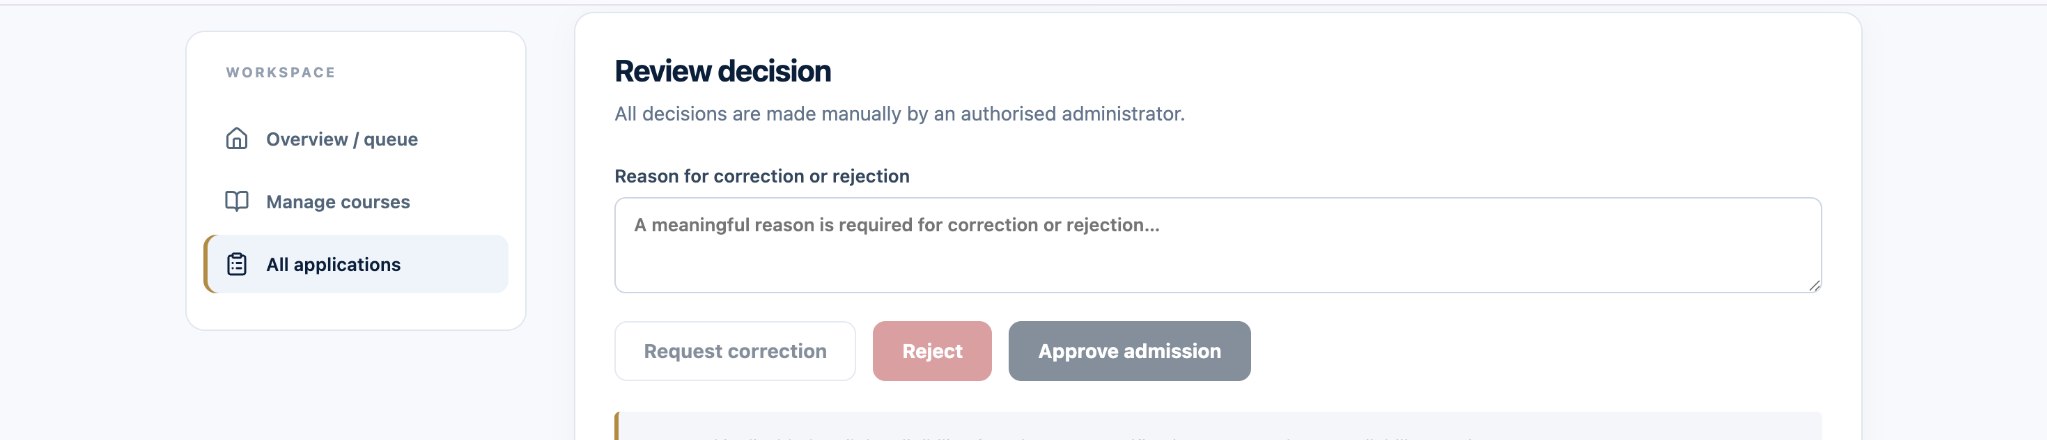 WORKSPACE
Overview / queue
Manage courses
All applications
Review decision
All decisions are made manually by an authorised administrator.
Reason for correction or rejection
A meaningful reason is required for correction or rejection...
Request correction
Reject
Approve admission